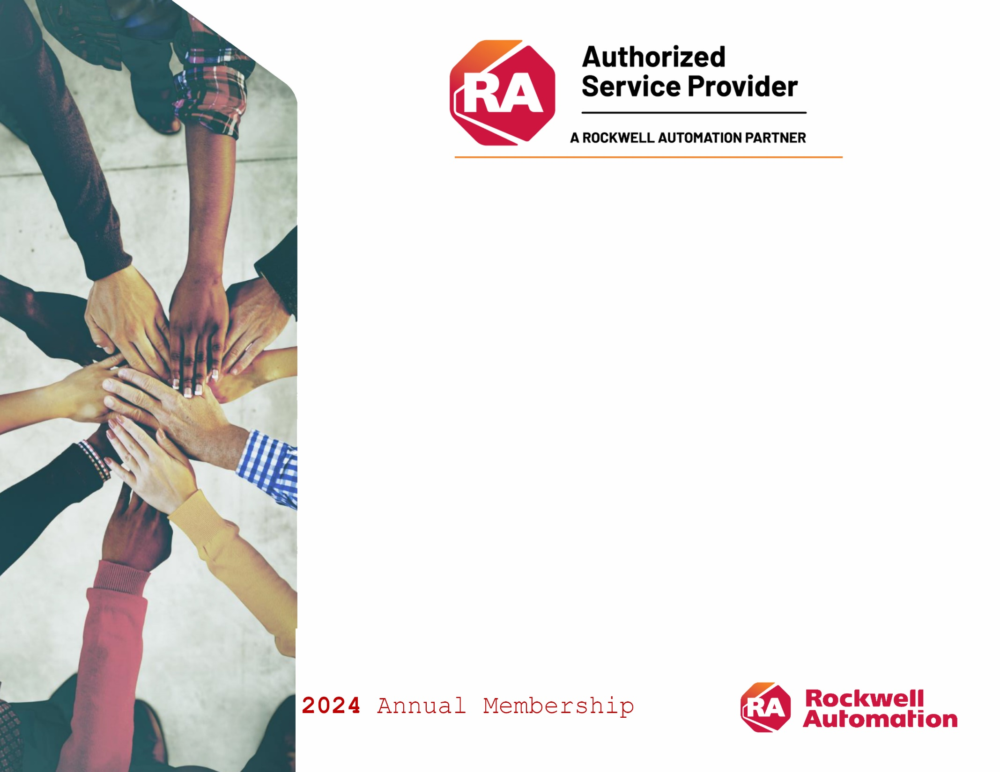 RA
Authorized
Service Provider
A ROCKWELL AUTOMATION PARTNER
2024 Annual Membership
RA
Rockwell
Automation